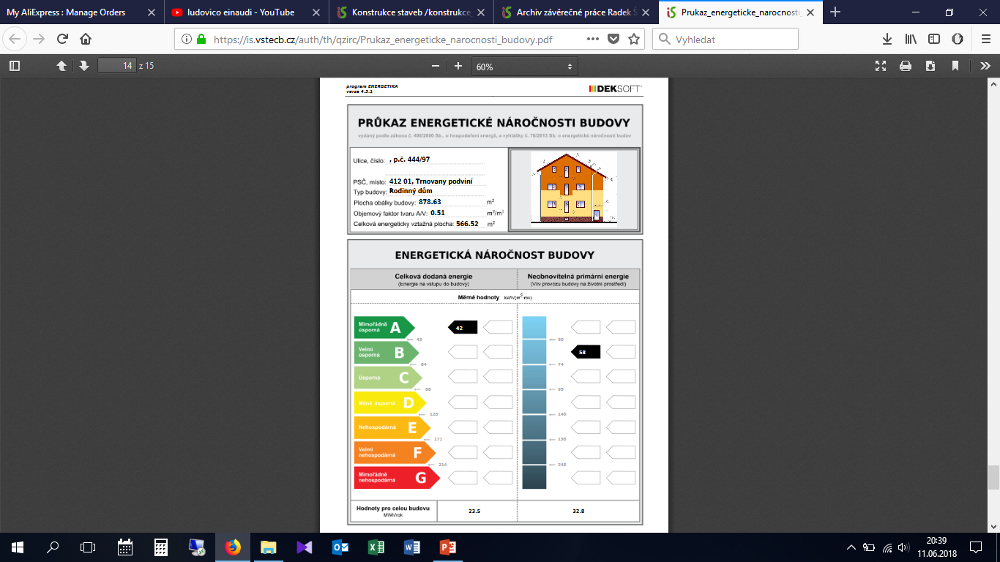 My AliExpress : Manage Orders
ludovico einaudi - YouTube
Konstrukce staveb /konstrukce_
Archiv závěrečné práce Radek Š
Prukaz_energeticke_narocnosti_
https://is.vstecb.cz/auth/th/qzirc/Prukaz_energeticke_narocnosti_budovy.pdf
Vyhledat
14 z 15
60%
program ENERGETIKA
verze 4.3.1
DEKSOFT
PRŮKAZ ENERGETICKÉ NÁROČNOSTI BUDOVY
vydaný podle zákona č. 406/2000 Sb., o hospodaření energií, a vyhlášky č. 78/2013 Sb. o energetické náročnosti budov
Ulice, číslo: , p.č. 444/97
PSČ, místo: 412 01, Trnovany podviní
Typ budovy: Rodinný dům
Plocha obálky budovy: 878.63 m²
Objemový faktor tvaru A/V: 0.51 m²/m³
Celková energeticky vztažná plocha: 566.52 m²
ENERGETICKÁ NÁROČNOST BUDOVY
Celková dodaná energie
(Energie na vstupu do budovy)
Neobnovitelná primární energie
(Vliv provozu budovy na životní prostředí)
Měrné hodnoty kWh/(m²·rok)
Mimořádně úsporná A 42
43 50
Velmi úsporná B 58
64 74
Úsporná C
86 99
Méně úsporná D
128 149
Nehospodárná E
171 198
Velmi nehospodárná F
214 248
Mimořádně nehospodárná G
Hodnoty pro celou budovu
MWh/rok
23.5 32.8
20:39
11.06.2018